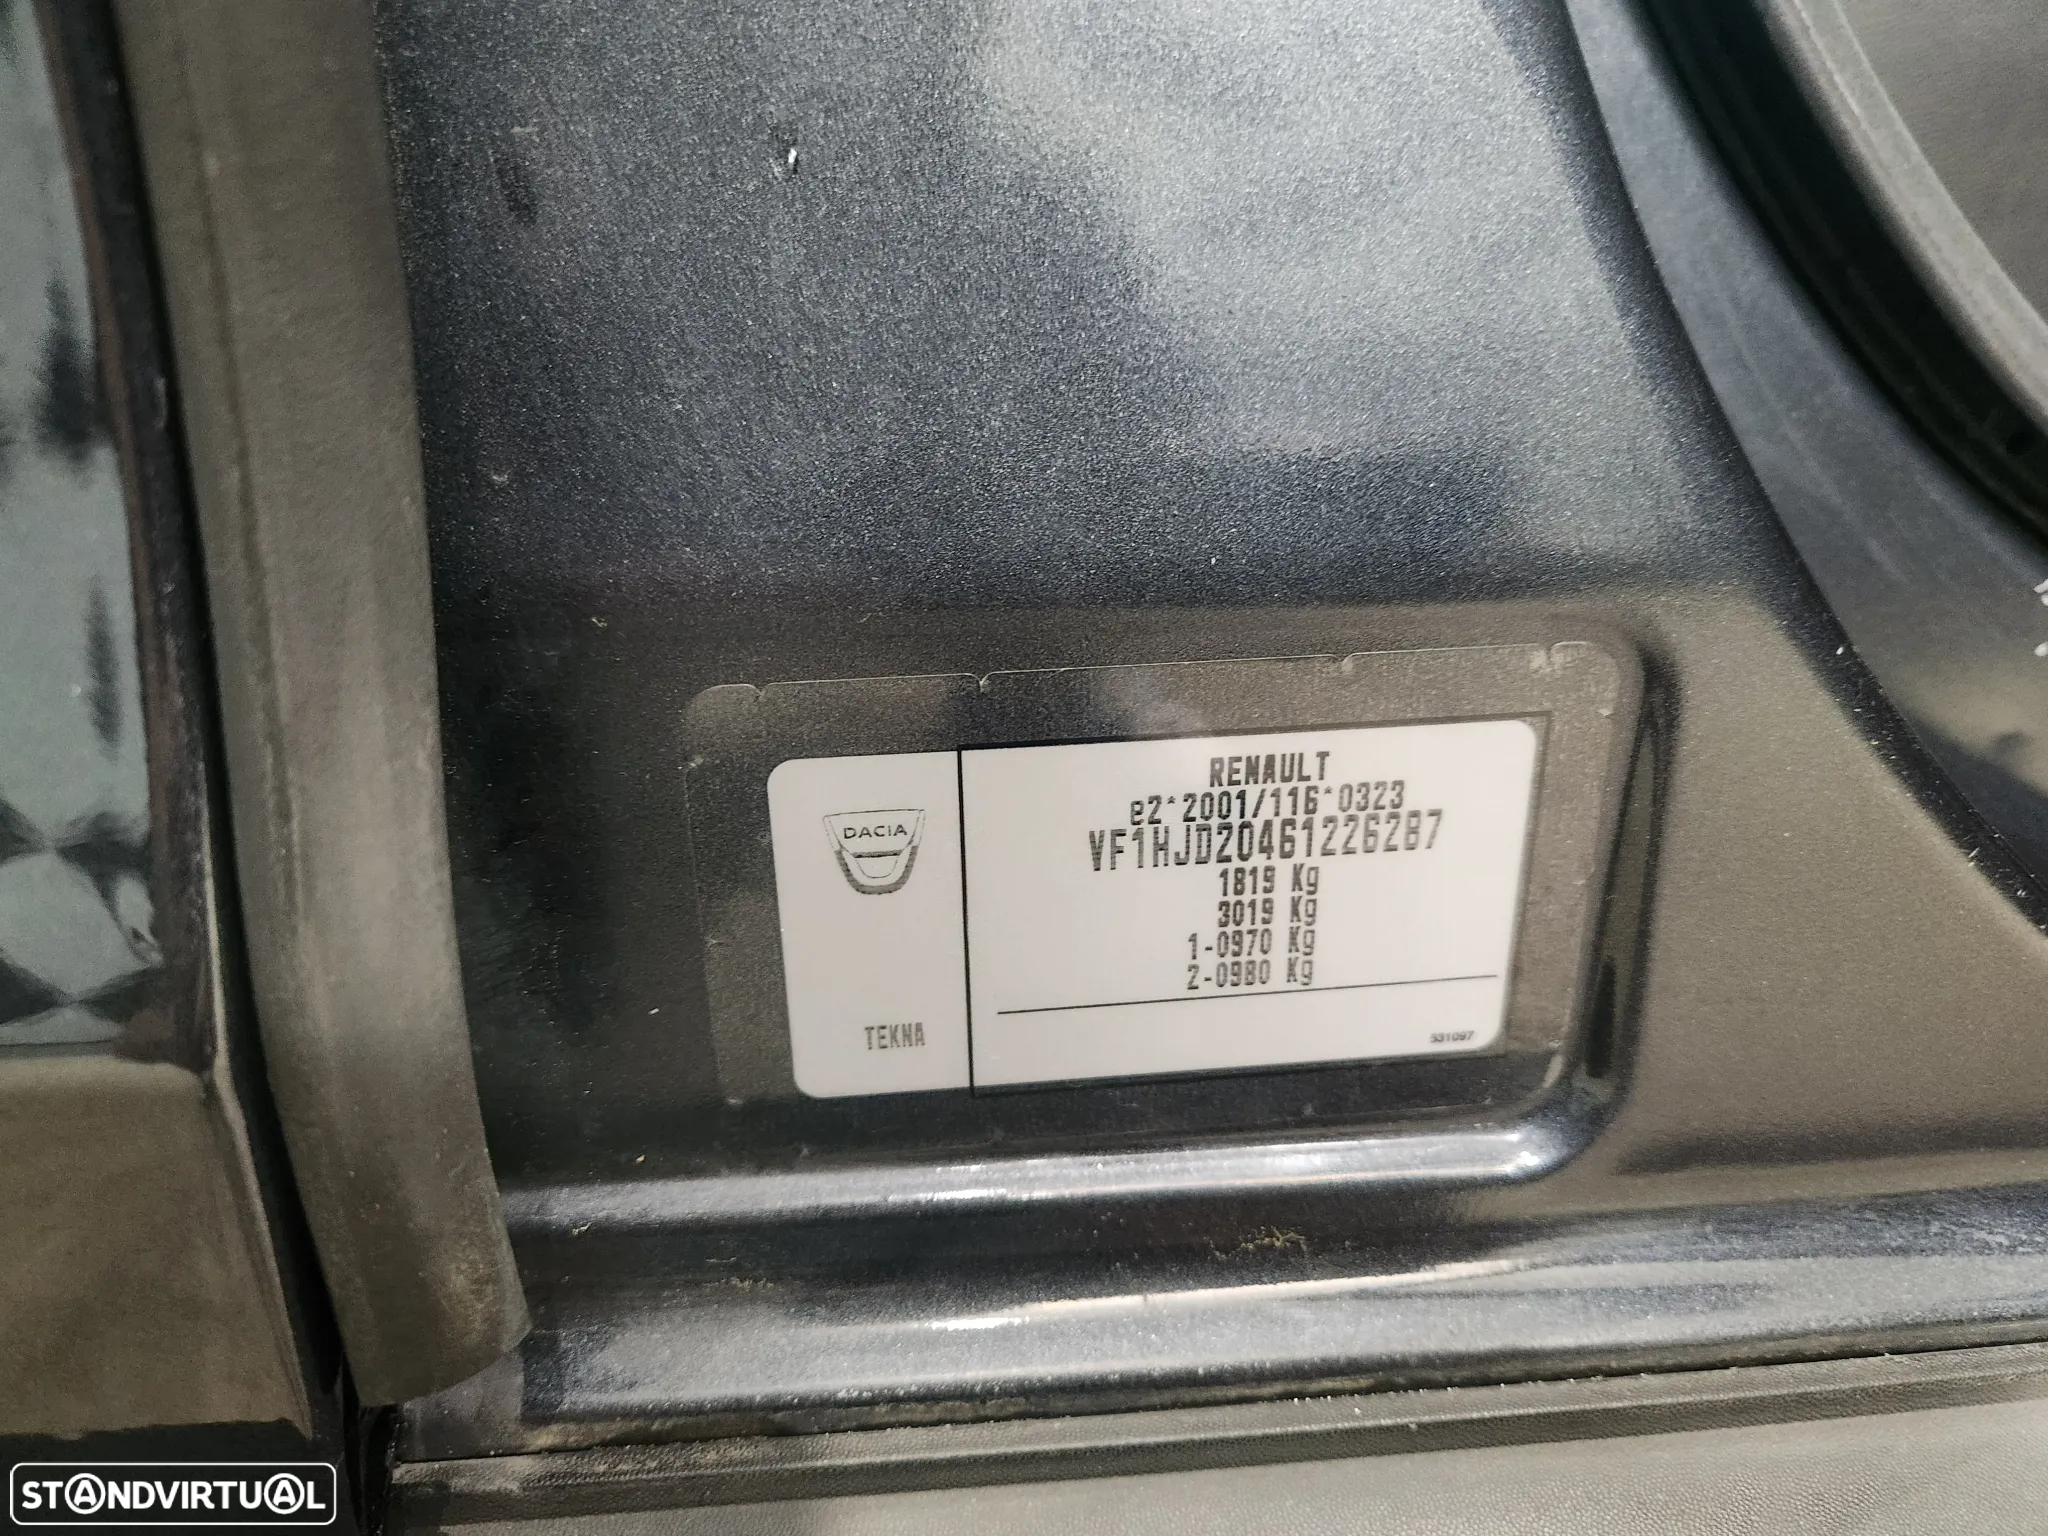 RENAULT
e2*2001/116*0323
VF1HJD20461226287
1819 Kg
3019 Kg
1-0970 Kg
2-0980 Kg
DACIA
TEKNA
531097
STANDVIRTUAL